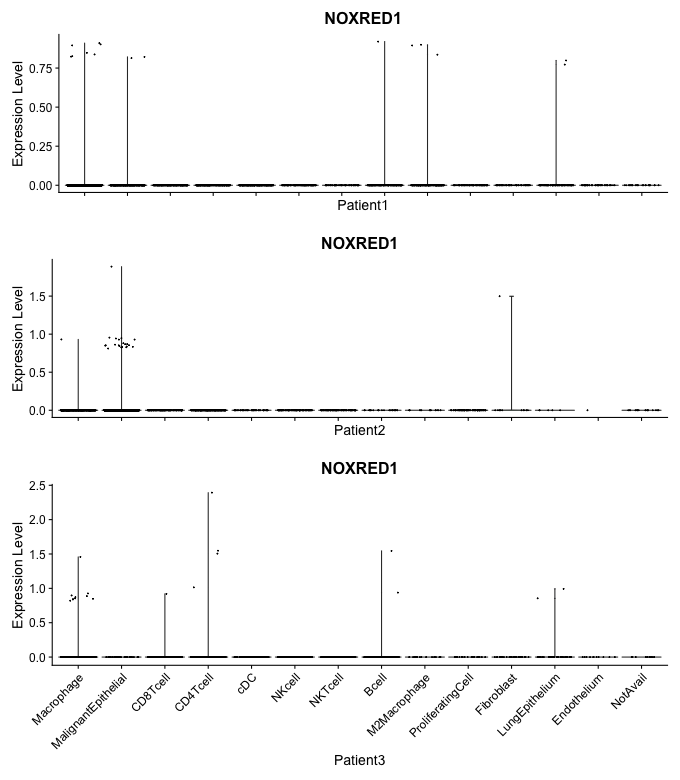 NOXRED1
Expression Level
0.75
0.50
0.25
0.00
Patient1
NOXRED1
Expression Level
1.5
1.0
0.5
0.0
Patient2
NOXRED1
Expression Level
2.5
2.0
1.5
1.0
0.5
0.0
Macrophage
MalignantEpithelial
CD8Tcell
CD4Tcell
cDC
NKcell
NKTcell
Bcell
M2Macrophage
ProliferatingCell
Fibroblast
LungEpithelium
Endothelium
NotAvail
Patient3